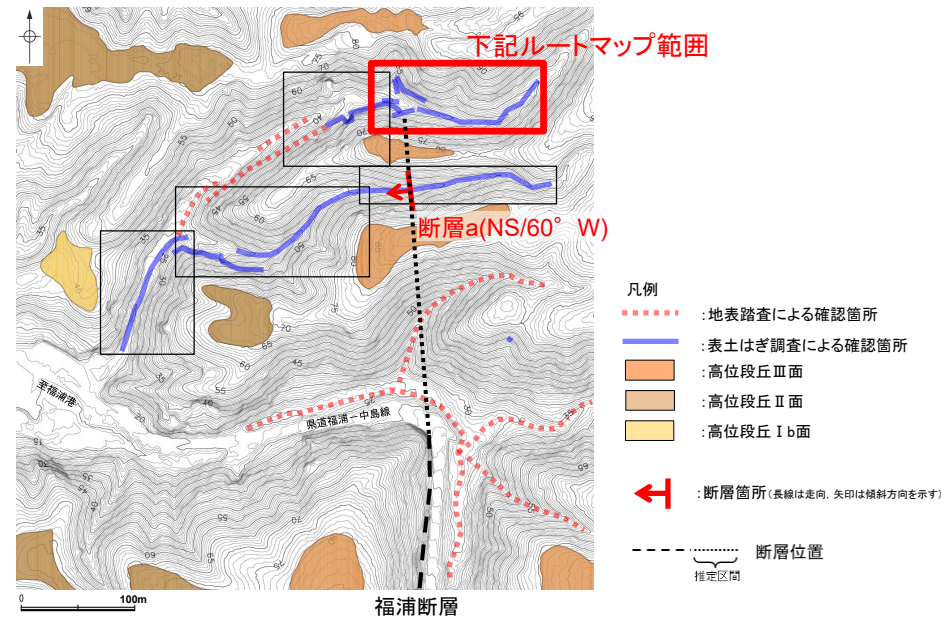 下記ルートマップ範囲
断層a(NS/60°W)
至福浦港
県道福浦－中島線
0 100m
福浦断層
凡例
:地表踏査による確認箇所
:表土はぎ調査による確認箇所
:高位段丘Ⅲ面
:高位段丘Ⅱ面
:高位段丘Ⅰb面
:断層箇所(長線は走向，矢印は傾斜方向を示す)
断層位置
推定区間